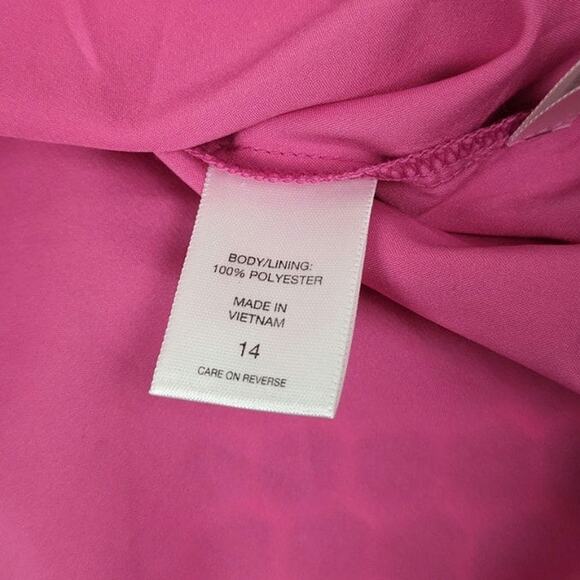 BODY/LINING:
100% POLYESTER
MADE IN
VIETNAM
14
CARE ON REVERSE